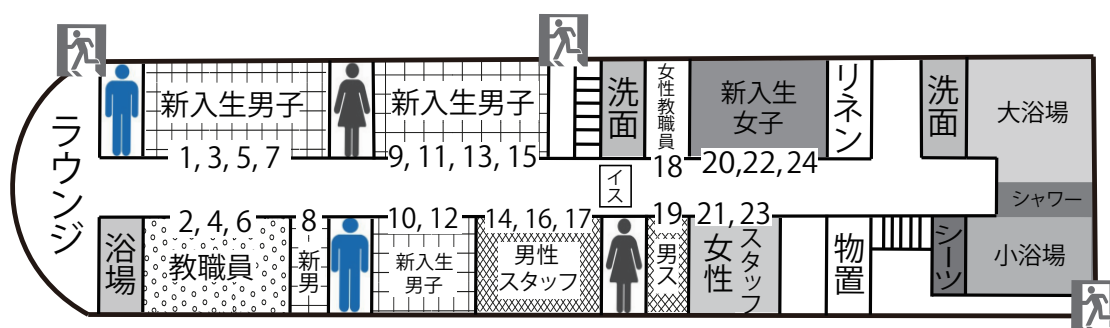 ラウンジ
新入生男子
1, 3, 5, 7
新入生男子
9, 11, 13, 15
洗面
女性教職員
18
新入生
女子
20,22,24
リネン
洗面
大浴場
シャワー
イス
浴場
2, 4, 6
教職員
8
新男
10, 12
新入生
男子
14, 16, 17
男性
スタッフ
19
男ス
21, 23
女性
スタッフ
物置
シーツ
小浴場